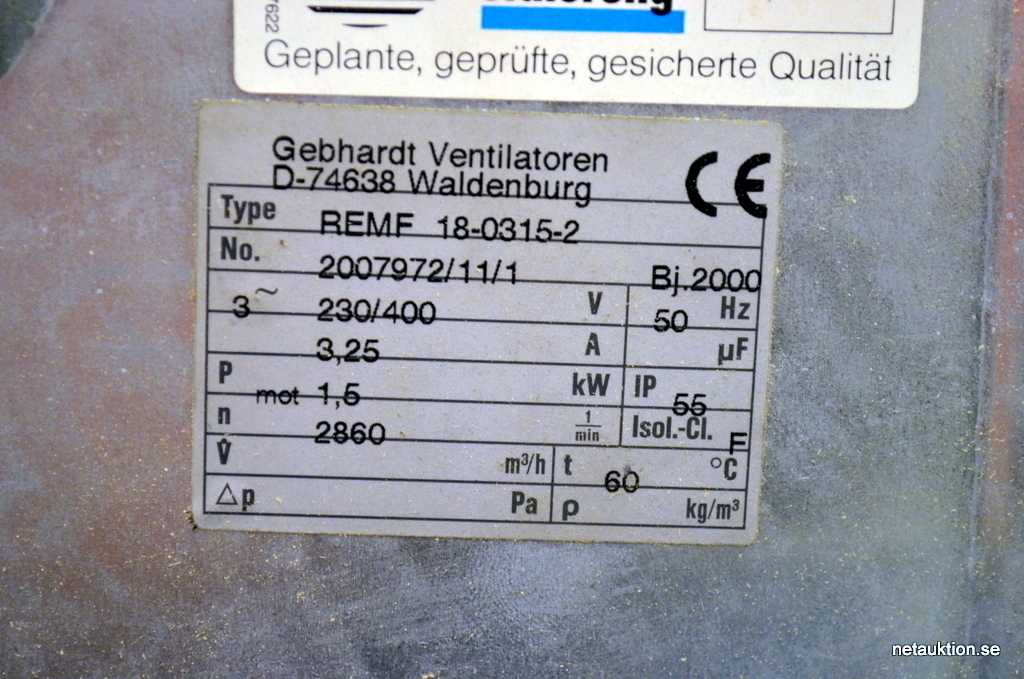 7622
Geplante, geprüfte, gesicherte Qualität
Gebhardt Ventilatoren
D-74638 Waldenburg
CE
Type REMF 18-0315-2
No. 2007972/11/1 Bj.2000
3~ 230/400 V 50 Hz
3,25 A µF
P mot 1,5 kW IP 55
n 2860 1/min Isol.-Cl. F
V̇ m³/h t 60 °C
△p Pa ρ kg/m³
netauktion.se